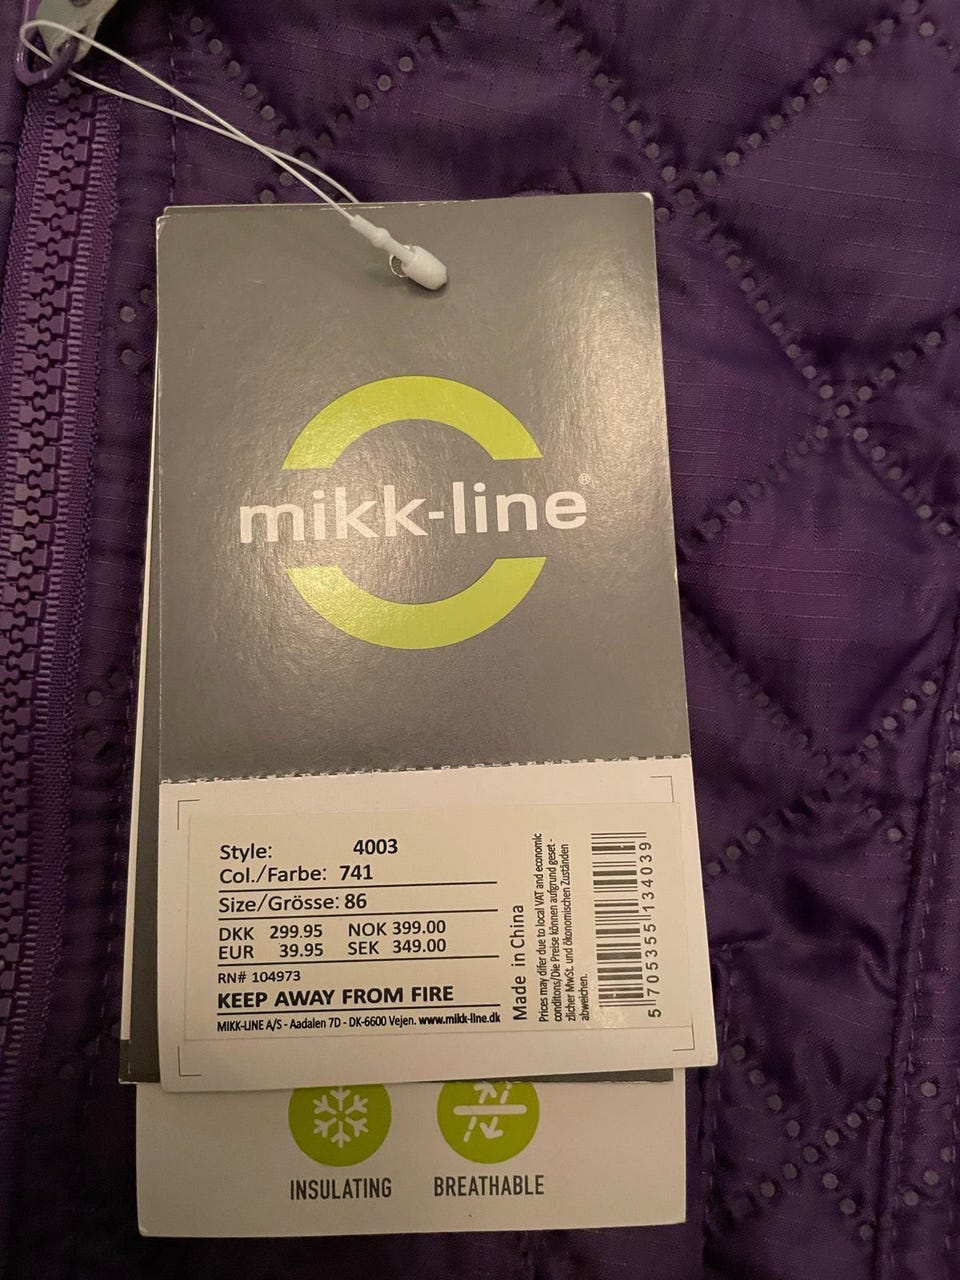 mikk-line®
Style: 4003
Col./Farbe: 741
Size/Grösse: 86
DKK 299.95 NOK 399.00
EUR 39.95 SEK 349.00
RN# 104973
KEEP AWAY FROM FIRE
MIKK-LINE A/S - Aadalen 7D - DK-6600 Vejen. www.mikk-line.dk
Made in China
Prices may difer due to local VAT and economic
conditons/Die Preise können aufgrund geset -
zlicher MwSt. und ökonomischen Zuständen
abweichen.
5 705355 134039
INSULATING BREATHABLE